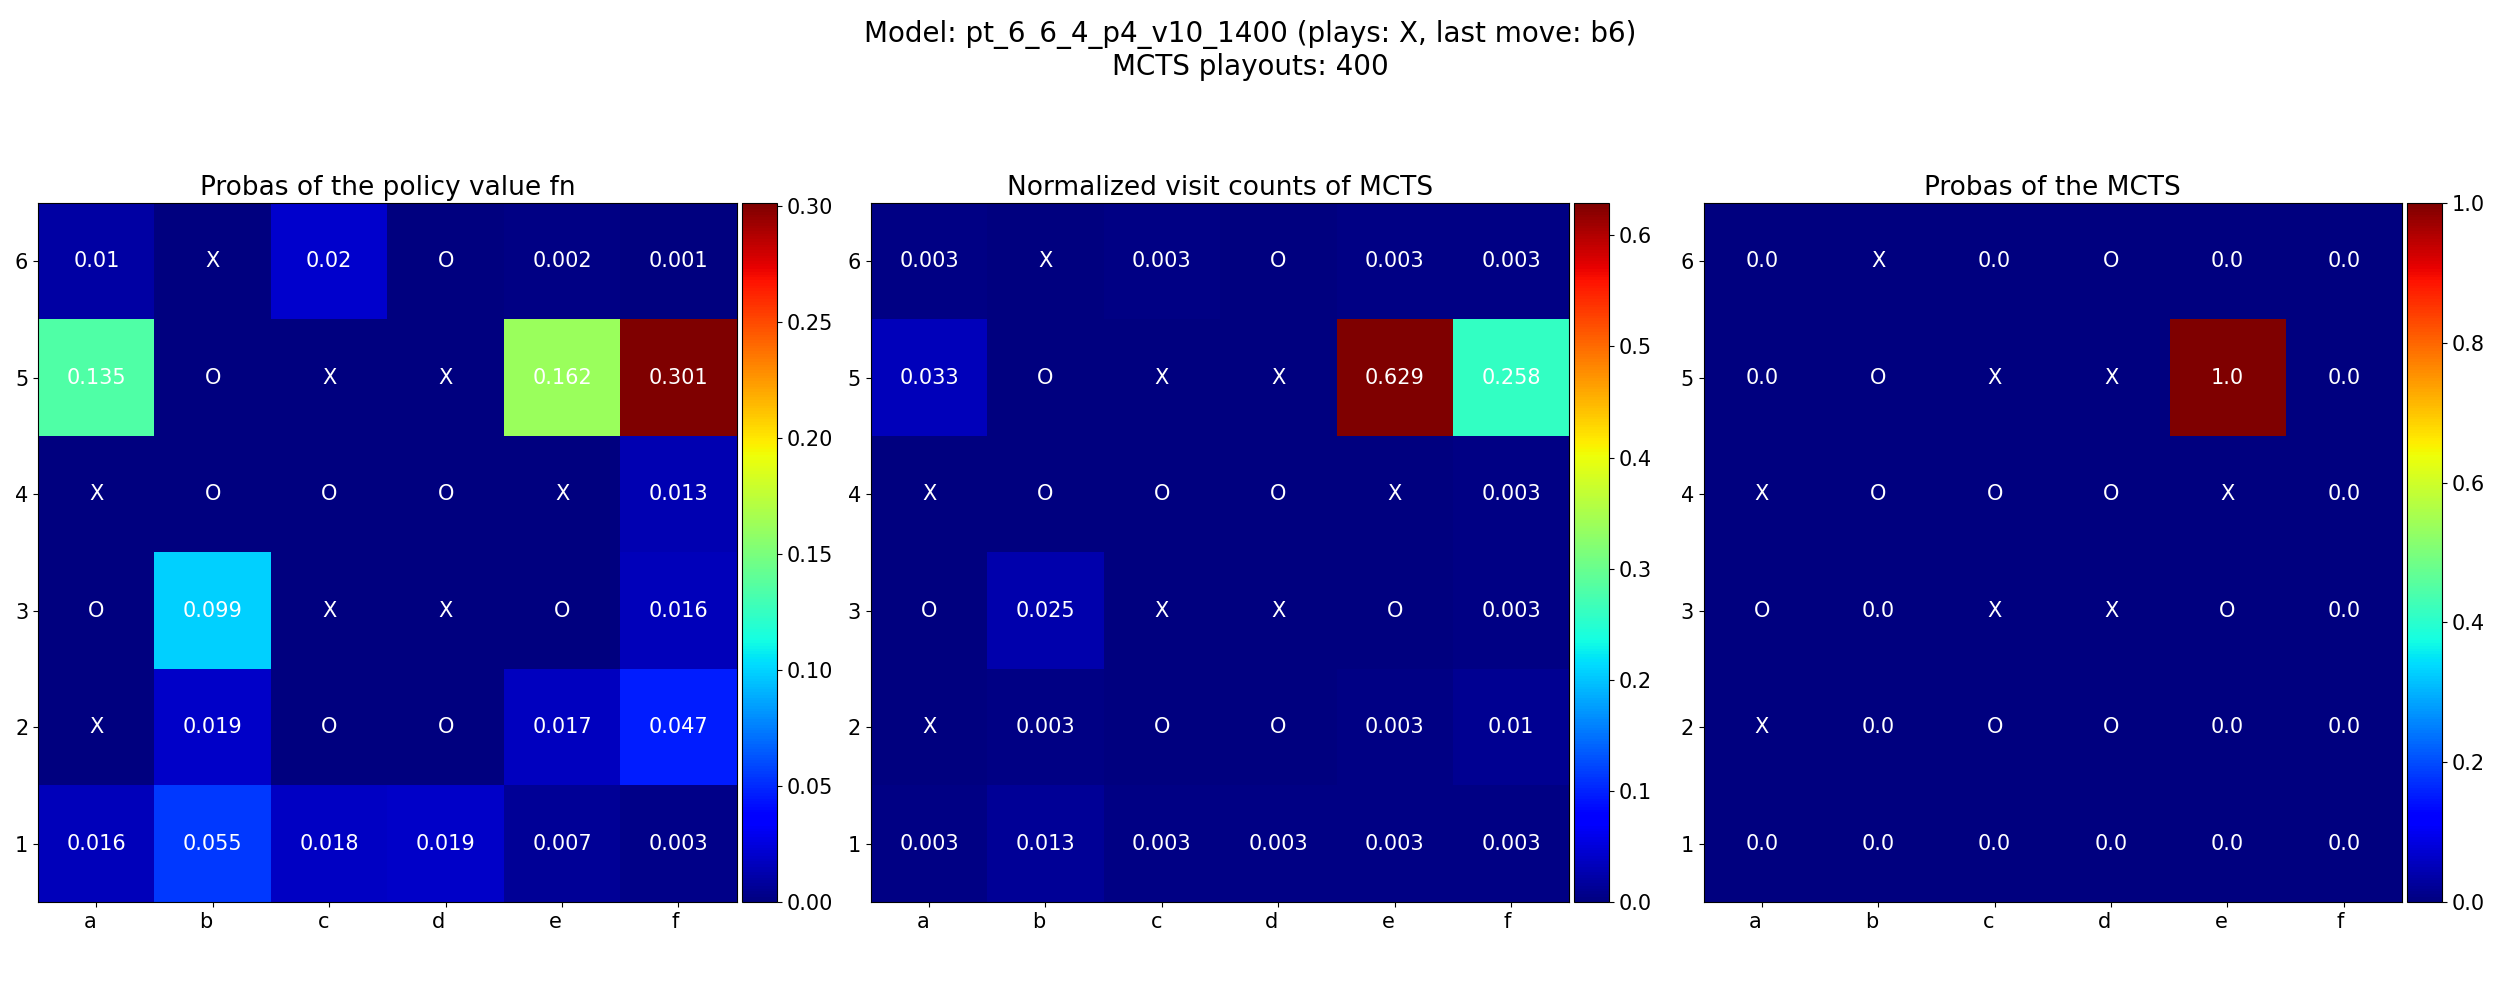 Model: pt_6_6_4_p4_v10_1400 (plays: X, last move: b6)
MCTS playouts: 400
Probas of the policy value fn
6 0.01 X 0.02 O 0.002 0.001
5 0.135 O X X 0.162 0.301
4 X O O O X 0.013
3 O 0.099 X X O 0.016
2 X 0.019 O O 0.017 0.047
1 0.016 0.055 0.018 0.019 0.007 0.003
a b c d e f
0.30
0.25
0.20
0.15
0.10
0.05
0.00
Normalized visit counts of MCTS
6 0.003 X 0.003 O 0.003 0.003
5 0.033 O X X 0.629 0.258
4 X O O O X 0.003
3 O 0.025 X X O 0.003
2 X 0.003 O O 0.003 0.01
1 0.003 0.013 0.003 0.003 0.003 0.003
a b c d e f
0.6
0.5
0.4
0.3
0.2
0.1
0.0
Probas of the MCTS
6 0.0 X 0.0 O 0.0 0.0
5 0.0 O X X 1.0 0.0
4 X O O O X 0.0
3 O 0.0 X X O 0.0
2 X 0.0 O O 0.0 0.0
1 0.0 0.0 0.0 0.0 0.0 0.0
a b c d e f
1.0
0.8
0.6
0.4
0.2
0.0